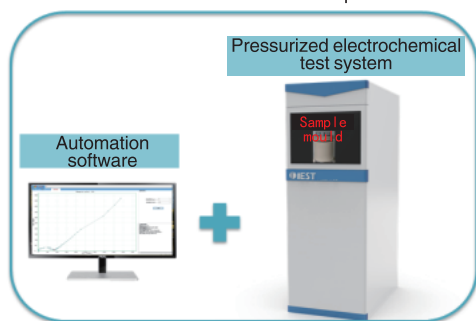 Pressurized electrochemical
test system
Automation
software
Sample
mould
IEST